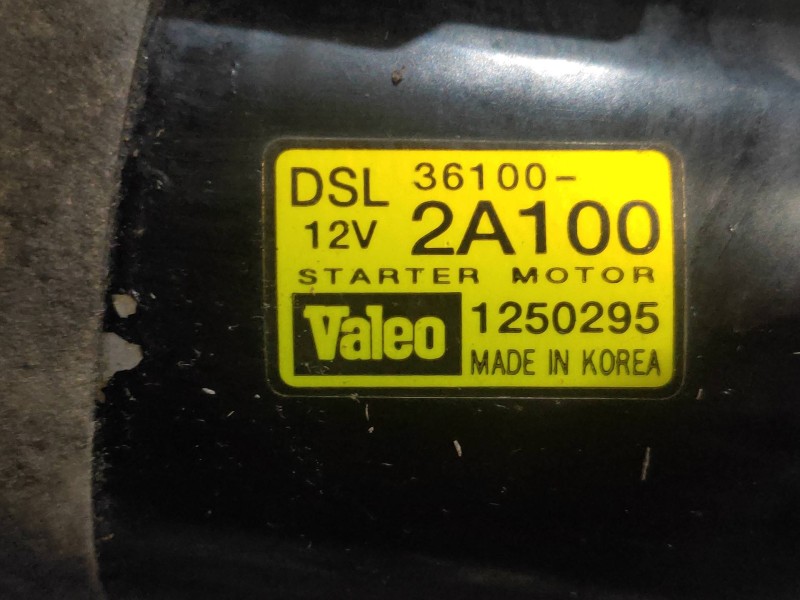 DSL 36100-
12V 2A100
STARTER MOTOR
Valeo 1250295
MADE IN KOREA